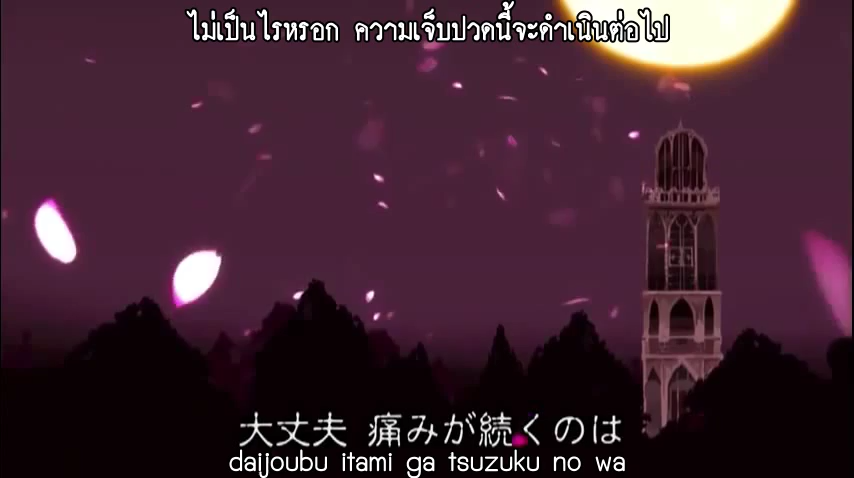 ไม่เป็นไรหรอก ความเจ็บปวดนี้จะดำเนินต่อไป
大丈夫 痛みが続くのは
daijoubu itami ga tsuzuku no wa